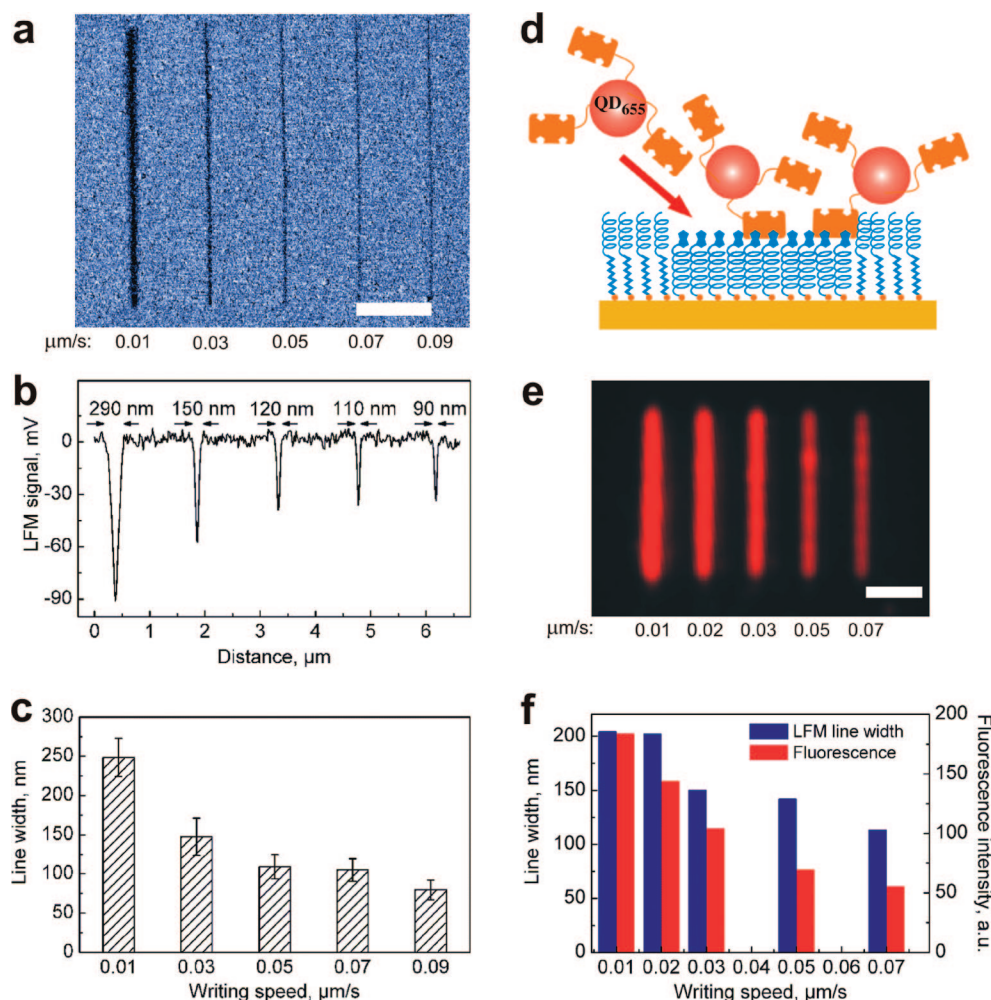 a
μm/s: 0.01 0.03 0.05 0.07 0.09
b
290 nm 150 nm 120 nm 110 nm 90 nm
LFM signal, mV
0
-30
-60
-90
0 1 2 3 4 5 6
Distance, μm
c
Line width, nm
300
250
200
150
100
50
0
0.01 0.03 0.05 0.07 0.09
Writing speed, μm/s
d
QD655
e
μm/s: 0.01 0.02 0.03 0.05 0.07
f
LFM line width
Fluorescence
Line width, nm
200
150
100
50
0
Fluorescence intensity, a.u.
200
150
100
50
0
0.01 0.02 0.03 0.04 0.05 0.06 0.07
Writing speed, μm/s